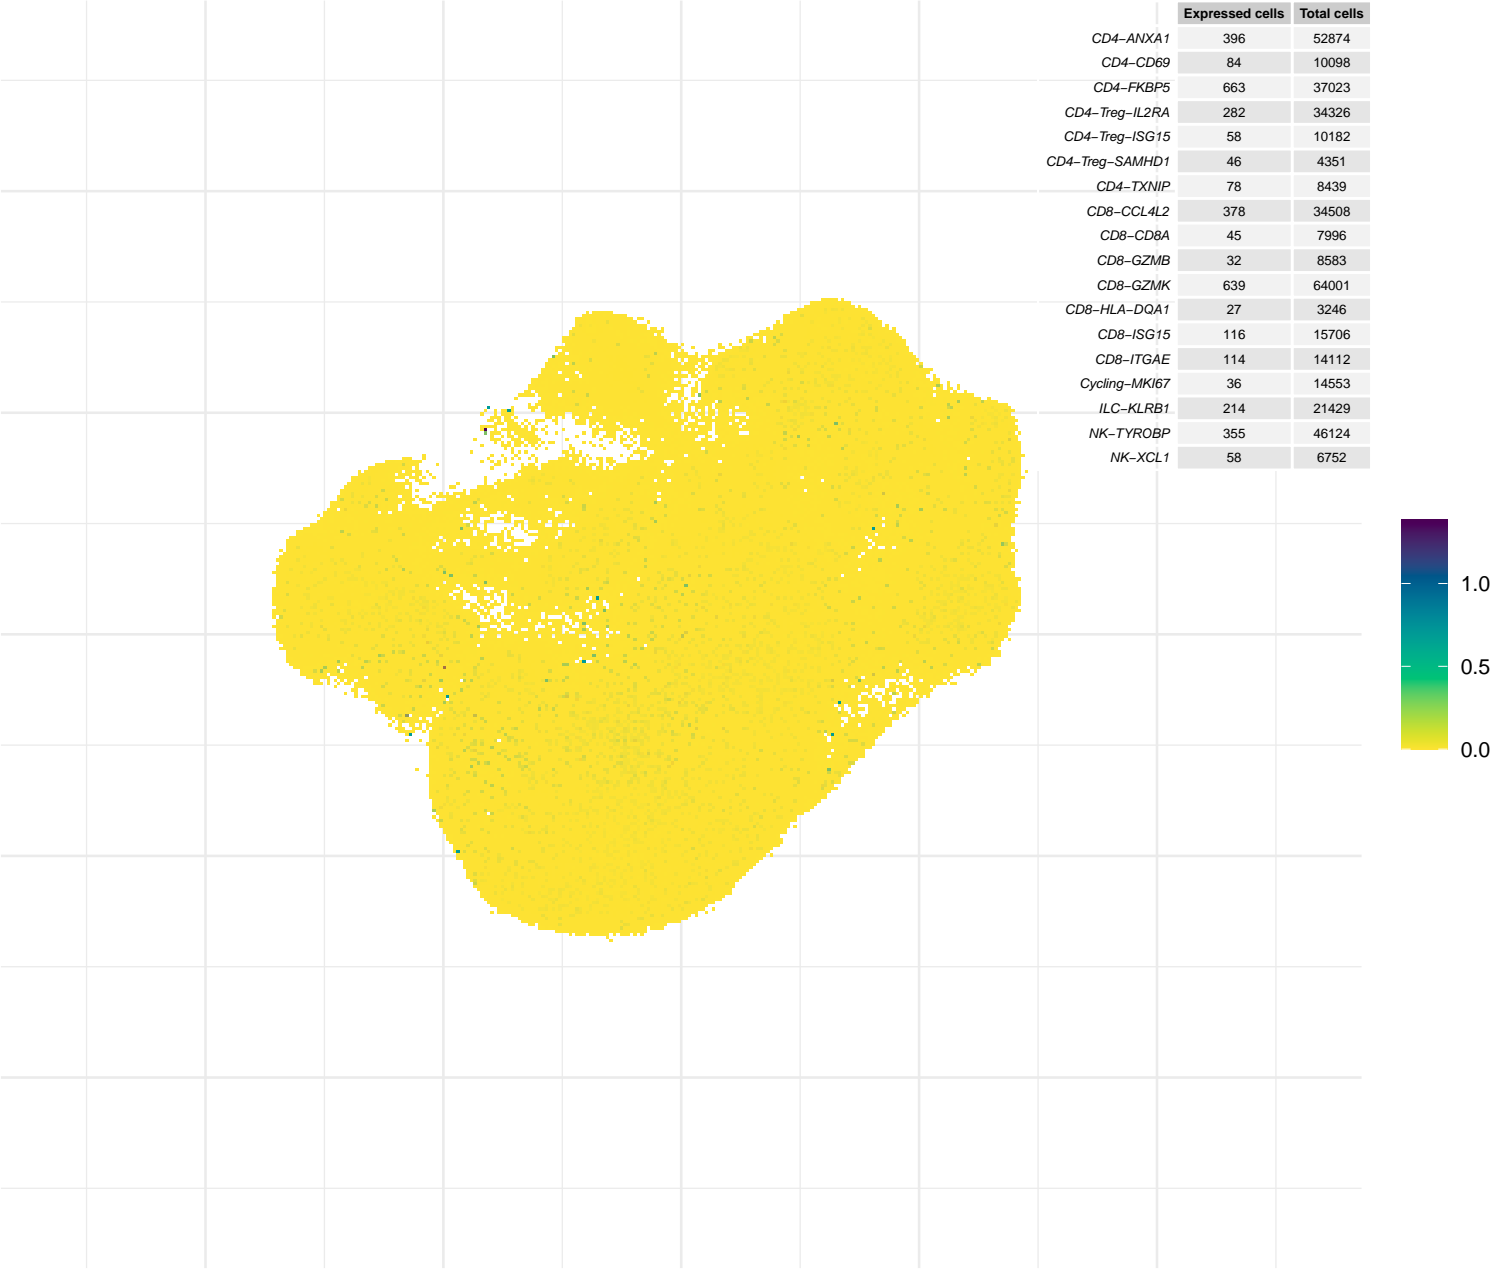 Expressed cells Total cells
CD4−ANXA1 396 52874
CD4−CD69 84 10098
CD4−FKBP5 663 37023
CD4−Treg−IL2RA 282 34326
CD4−Treg−ISG15 58 10182
CD4−Treg−SAMHD1 46 4351
CD4−TXNIP 78 8439
CD8−CCL4L2 378 34508
CD8−CD8A 45 7996
CD8−GZMB 32 8583
CD8−GZMK 639 64001
CD8−HLA−DQA1 27 3246
CD8−ISG15 116 15706
CD8−ITGAE 114 14112
Cycling−MKI67 36 14553
ILC−KLRB1 214 21429
NK−TYROBP 355 46124
NK−XCL1 58 6752
1.0
0.5
0.0